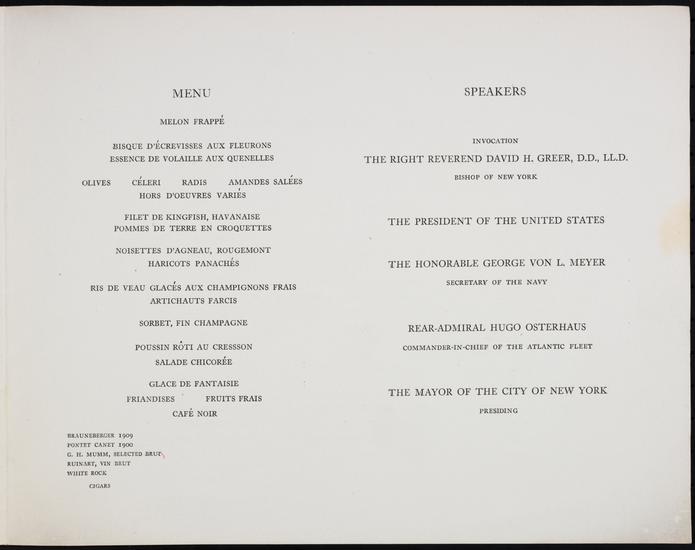 MENU
MELON FRAPPÉ
BISQUE D'ÉCREVISSES AUX FLEURONS
ESSENCE DE VOLAILLE AUX QUENELLES
OLIVES CÉLERI RADIS AMANDES SALÉES
HORS D'OEUVRES VARIÉS
FILET DE KINGFISH, HAVANAISE
POMMES DE TERRE EN CROQUETTES
NOISETTES D'AGNEAU, ROUGEMONT
HARICOTS PANACHÉS
RIS DE VEAU GLACÉS AUX CHAMPIGNONS FRAIS
ARTICHAUTS FARCIS
SORBET, FIN CHAMPAGNE
POUSSIN RÔTI AU CRESSSON
SALADE CHICORÉE
GLACE DE FANTAISIE
FRIANDISES FRUITS FRAIS
CAFÉ NOIR
BRAUNEBERGER 1909
PONTET CANET 1900
G. H. MUMM, SELECTED BRUT
RUINART, VIN BRUT
WHITE ROCK
CIGARS
SPEAKERS
INVOCATION
THE RIGHT REVEREND DAVID H. GREER, D.D., LL.D.
BISHOP OF NEW YORK
THE PRESIDENT OF THE UNITED STATES
THE HONORABLE GEORGE VON L. MEYER
SECRETARY OF THE NAVY
REAR-ADMIRAL HUGO OSTERHAUS
COMMANDER-IN-CHIEF OF THE ATLANTIC FLEET
THE MAYOR OF THE CITY OF NEW YORK
PRESIDING